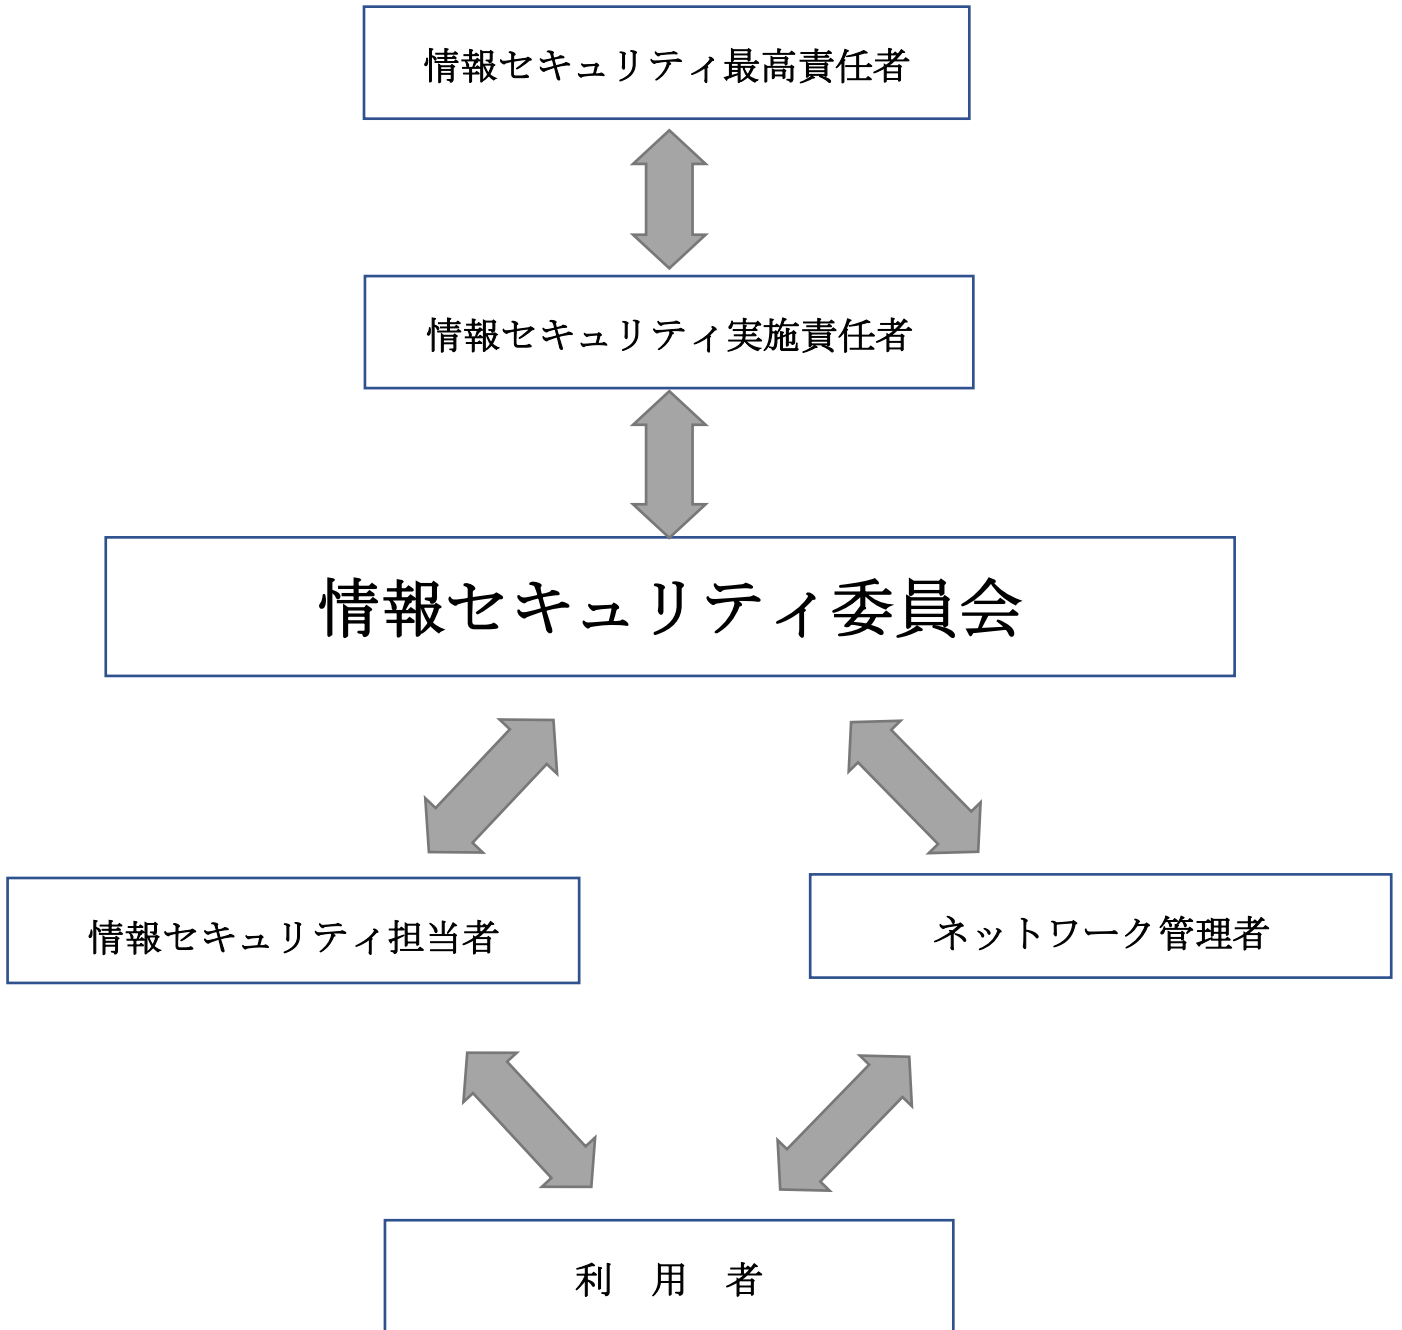 情報セキュリティ最高責任者
情報セキュリティ実施責任者
情報セキュリティ委員会
情報セキュリティ担当者
ネットワーク管理者
利　用　者